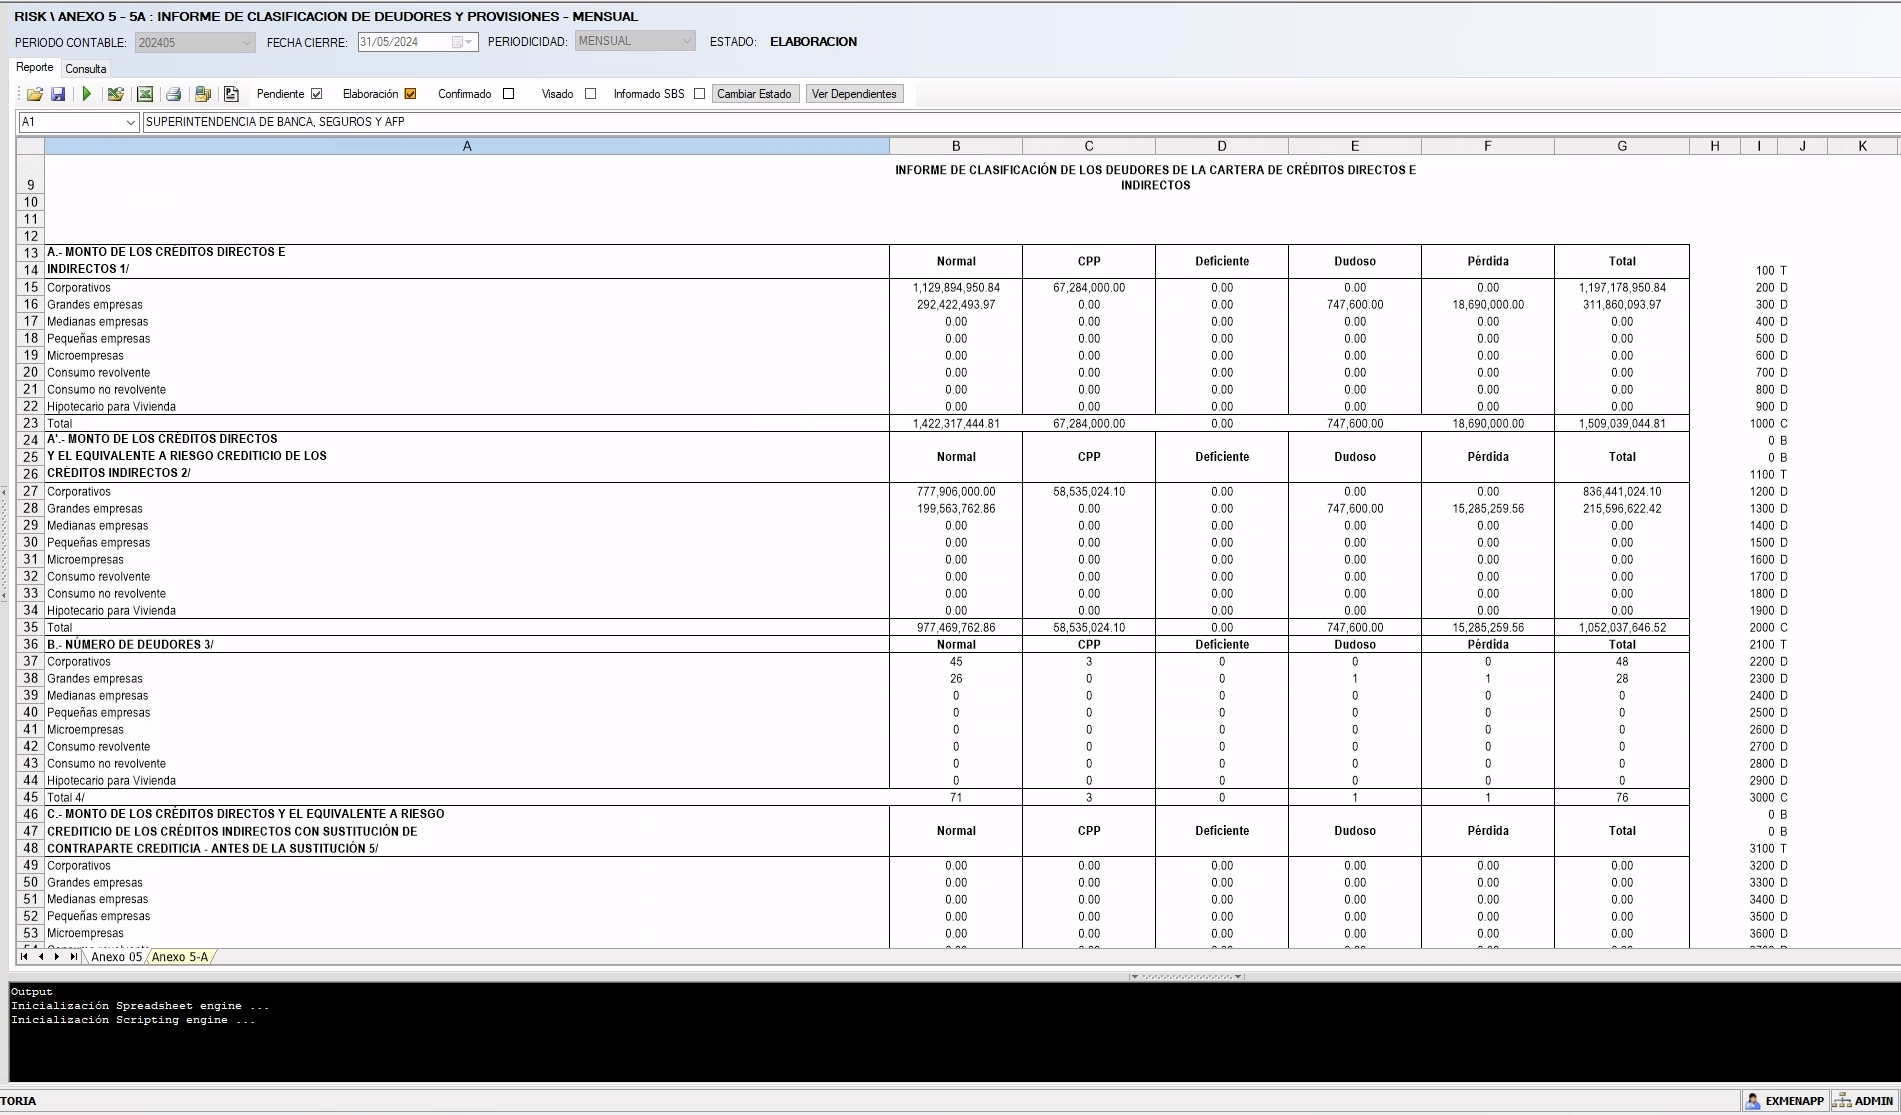 RISK \ ANEXO 5 - 5A : INFORME DE CLASIFICACION DE DEUDORES Y PROVISIONES - MENSUAL
PERIODO CONTABLE: 202405 FECHA CIERRE: 31/05/2024 PERIODICIDAD: MENSUAL ESTADO: ELABORACION
Reporte Consulta
Pendiente Elaboración Confirmado Visado Informado SBS Cambiar Estado Ver Dependientes
A1 SUPERINTENDENCIA DE BANCA, SEGUROS Y AFP
A B C D E F G H I J K
INFORME DE CLASIFICACIÓN DE LOS DEUDORES DE LA CARTERA DE CRÉDITOS DIRECTOS E
9 INDIRECTOS
10
11
12
13 A.- MONTO DE LOS CRÉDITOS DIRECTOS E
Normal CPP Deficiente Dudoso Pérdida Total
14 INDIRECTOS 1/ 100 T
15 Corporativos 1,129,894,950.84 67,284,000.00 0.00 0.00 0.00 1,197,178,950.84 200 D
16 Grandes empresas 292,422,493.97 0.00 0.00 747,600.00 18,690,000.00 311,860,093.97 300 D
17 Medianas empresas 0.00 0.00 0.00 0.00 0.00 0.00 400 D
18 Pequeñas empresas 0.00 0.00 0.00 0.00 0.00 0.00 500 D
19 Microempresas 0.00 0.00 0.00 0.00 0.00 0.00 600 D
20 Consumo revolvente 0.00 0.00 0.00 0.00 0.00 0.00 700 D
21 Consumo no revolvente 0.00 0.00 0.00 0.00 0.00 0.00 800 D
22 Hipotecario para Vivienda 0.00 0.00 0.00 0.00 0.00 0.00 900 D
23 Total 1,422,317,444.81 67,284,000.00 0.00 747,600.00 18,690,000.00 1,509,039,044.81 1000 C
24 A'.- MONTO DE LOS CRÉDITOS DIRECTOS 0 B
25 Y EL EQUIVALENTE A RIESGO CREDITICIO DE LOS Normal CPP Deficiente Dudoso Pérdida Total 0 B
26 CRÉDITOS INDIRECTOS 2/ 1100 T
27 Corporativos 777,906,000.00 58,535,024.10 0.00 0.00 0.00 836,441,024.10 1200 D
28 Grandes empresas 199,563,762.86 0.00 0.00 747,600.00 15,285,259.56 215,596,622.42 1300 D
29 Medianas empresas 0.00 0.00 0.00 0.00 0.00 0.00 1400 D
30 Pequeñas empresas 0.00 0.00 0.00 0.00 0.00 0.00 1500 D
31 Microempresas 0.00 0.00 0.00 0.00 0.00 0.00 1600 D
32 Consumo revolvente 0.00 0.00 0.00 0.00 0.00 0.00 1700 D
33 Consumo no revolvente 0.00 0.00 0.00 0.00 0.00 0.00 1800 D
34 Hipotecario para Vivienda 0.00 0.00 0.00 0.00 0.00 0.00 1900 D
35 Total 977,469,762.86 58,535,024.10 0.00 747,600.00 15,285,259.56 1,052,037,646.52 2000 C
36 B.- NÚMERO DE DEUDORES 3/ Normal CPP Deficiente Dudoso Pérdida Total 2100 T
37 Corporativos 45 3 0 0 0 48 2200 D
38 Grandes empresas 26 0 0 1 1 28 2300 D
39 Medianas empresas 0 0 0 0 0 0 2400 D
40 Pequeñas empresas 0 0 0 0 0 0 2500 D
41 Microempresas 0 0 0 0 0 0 2600 D
42 Consumo revolvente 0 0 0 0 0 0 2700 D
43 Consumo no revolvente 0 0 0 0 0 0 2800 D
44 Hipotecario para Vivienda 0 0 0 0 0 0 2900 D
45 Total 4/ 71 3 0 1 1 76 3000 C
46 C.- MONTO DE LOS CRÉDITOS DIRECTOS Y EL EQUIVALENTE A RIESGO 0 B
47 CREDITICIO DE LOS CRÉDITOS INDIRECTOS CON SUSTITUCIÓN DE Normal CPP Deficiente Dudoso Pérdida Total 0 B
48 CONTRAPARTE CREDITICIA - ANTES DE LA SUSTITUCIÓN 5/ 3100 T
49 Corporativos 0.00 0.00 0.00 0.00 0.00 0.00 3200 D
50 Grandes empresas 0.00 0.00 0.00 0.00 0.00 0.00 3300 D
51 Medianas empresas 0.00 0.00 0.00 0.00 0.00 0.00 3400 D
52 Pequeñas empresas 0.00 0.00 0.00 0.00 0.00 0.00 3500 D
53 Microempresas 0.00 0.00 0.00 0.00 0.00 0.00 3600 D
Anexo 05 Anexo 5-A
Output
Inicialización Spreadsheet engine ...
Inicialización Scripting engine ...
TORIA EXMENAPP ADMIN